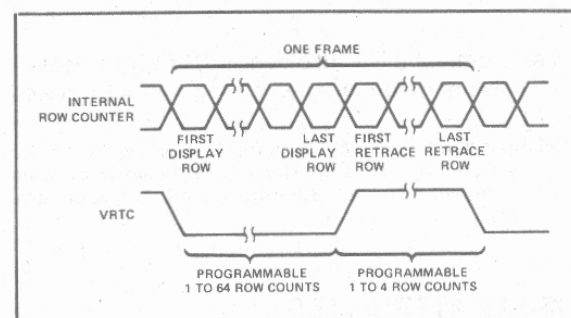 ONE FRAME
INTERNAL
ROW COUNTER
FIRST
DISPLAY
ROW
LAST
DISPLAY
ROW
FIRST
RETRACE
ROW
LAST
RETRACE
ROW
VRTC
PROGRAMMABLE
1 TO 64 ROW COUNTS
PROGRAMMABLE
1 TO 4 ROW COUNTS